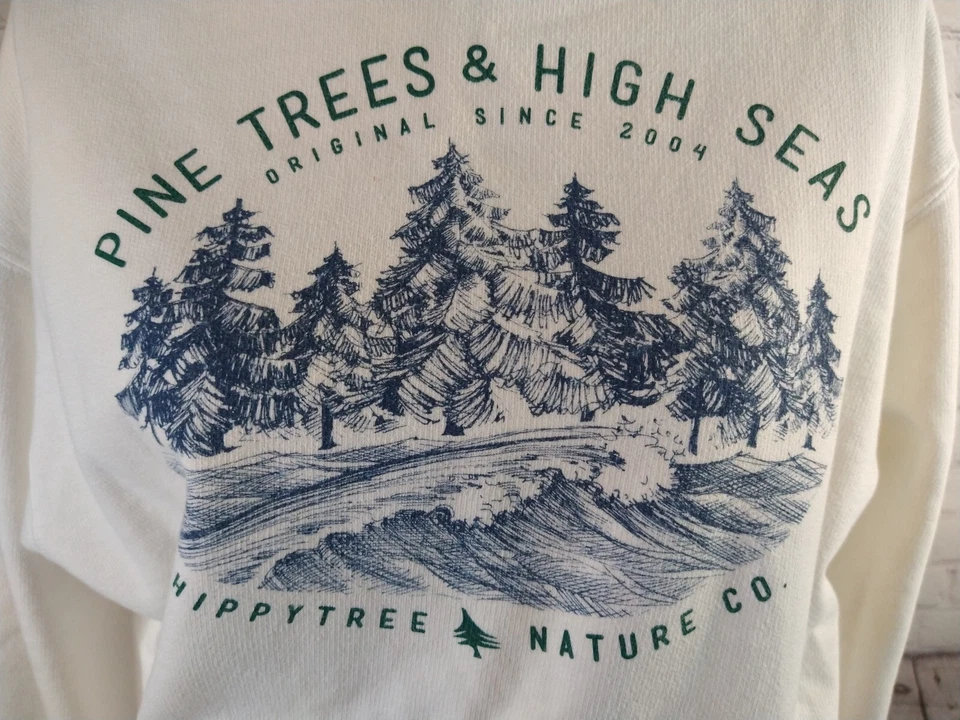 PINE TREES & HIGH SEAS
ORIGINAL SINCE 2004
HIPPYTREE NATURE CO.